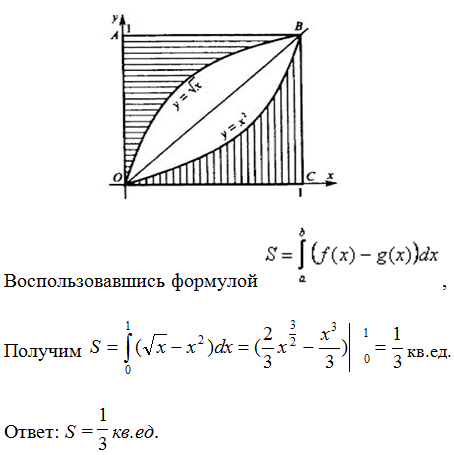 y
A 1 B
y = √x
y = x²
O C x
1
Воспользовавшись формулой S = ∫ₐᵇ (f(x) − g(x))dx ,
Получим S = ∫₀¹ (√x − x²)dx = (2/3 x^(3/2) − x³/3)| ₀¹ = 1/3 кв.ед.
Ответ: S = 1/3 кв.ед.